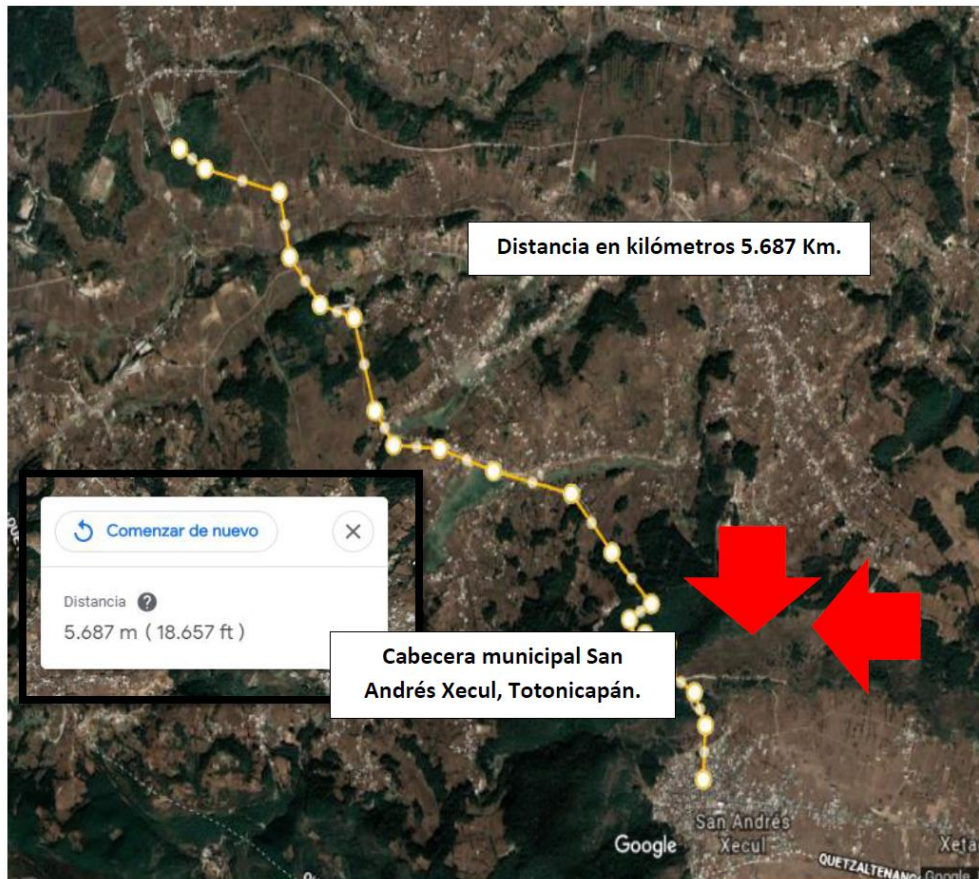 Distancia en kilómetros 5.687 Km.
Comenzar de nuevo
Distancia
5.687 m ( 18.657 ft )
Cabecera municipal San
Andrés Xecul, Totonicapán.
San Andrés
Xecul
Google
QUETZALTENANGO
Google